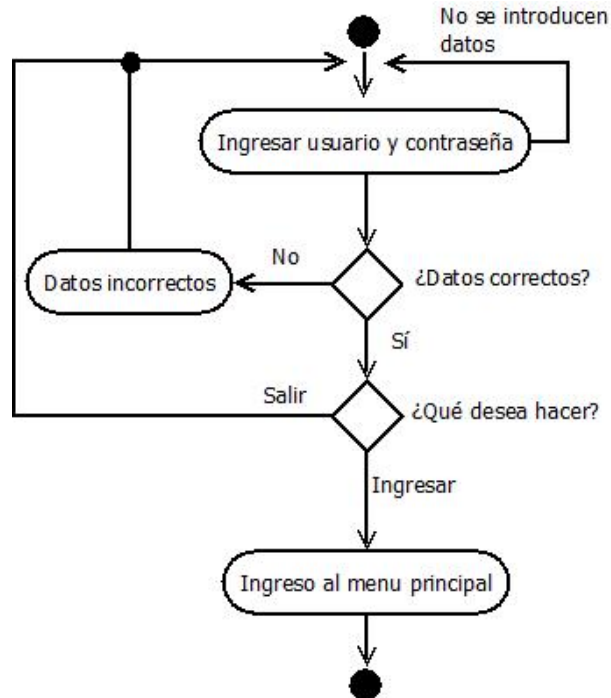 No se introducen
datos
Ingresar usuario y contraseña
¿Datos correctos?
No
Datos incorrectos
Sí
Salir
¿Qué desea hacer?
Ingresar
Ingreso al menu principal